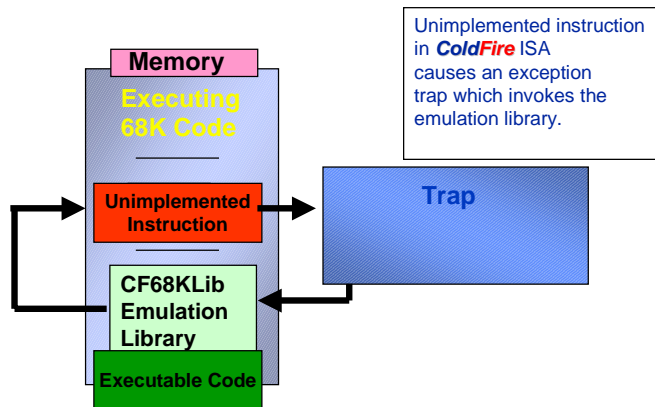 Memory
Executing
68K Code
Unimplemented
Instruction
CF68KLib
Emulation
Library
Executable Code
Trap
Unimplemented instruction
in ColdFire ISA
causes an exception
trap which invokes the
emulation library.